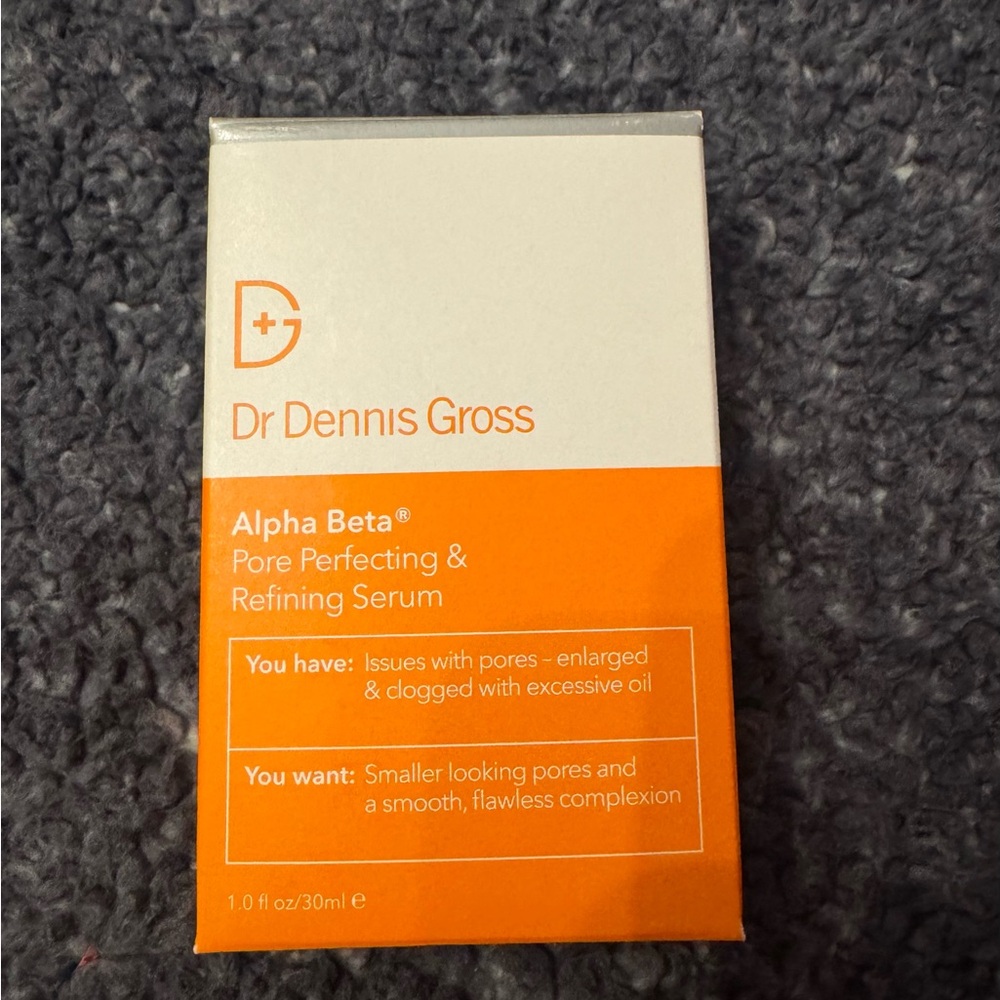 DG
Dr Dennis Gross
Alpha Beta®
Pore Perfecting &
Refining Serum
You have: Issues with pores – enlarged
& clogged with excessive oil
You want: Smaller looking pores and
a smooth, flawless complexion
1.0 fl oz/30ml ℮